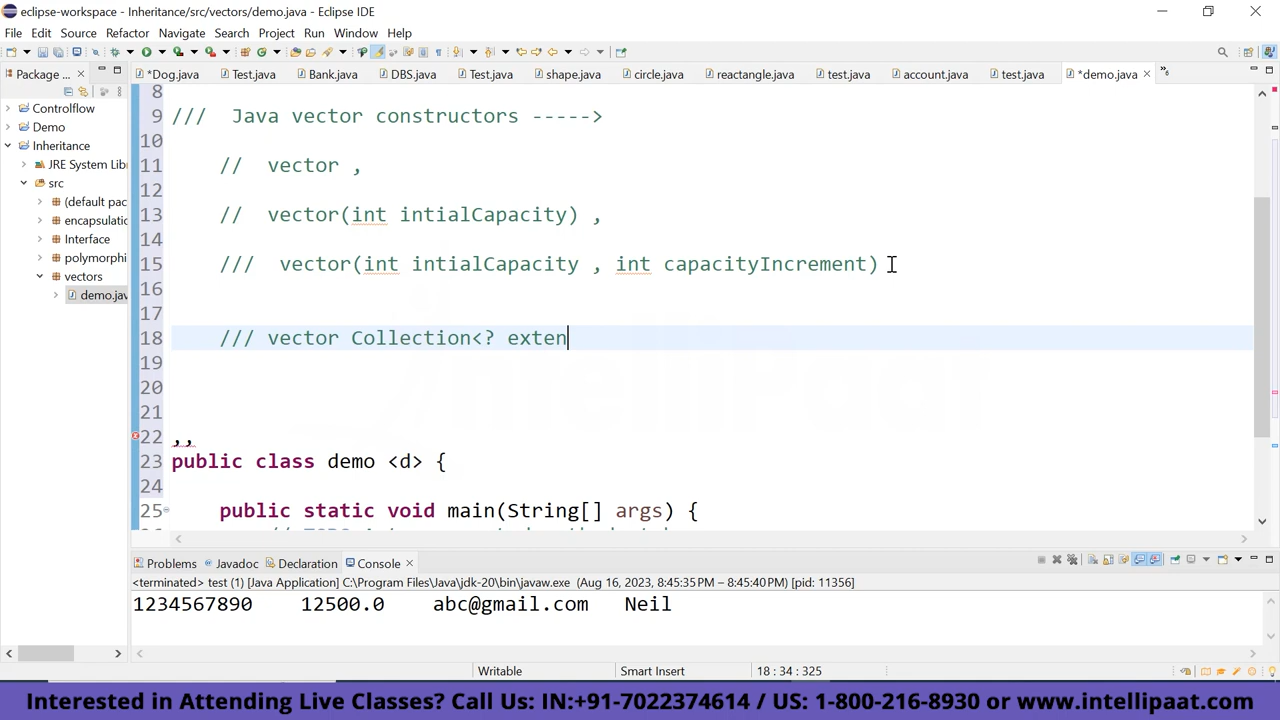 eclipse-workspace - Inheritance/src/vectors/demo.java - Eclipse IDE
File Edit Source Refactor Navigate Search Project Run Window Help
Package ... *Dog.java Test.java Bank.java DBS.java Test.java shape.java circle.java reactangle.java test.java account.java test.java *demo.java
Controlflow
Demo
Inheritance
JRE System Lib
src
(default pac
encapsulatic
Interface
polymorphi
vectors
demo.jav
8
9 /// Java vector constructors ----->
10
11 // vector ,
12
13 // vector(int intialCapacity) ,
14
15 /// vector(int intialCapacity , int capacityIncrement)
16
17
18 /// vector Collection<? exten
19
20
21
22 ,,
23 public class demo <d> {
24
25 public static void main(String[] args) {
Problems Javadoc Declaration Console
<terminated> test (1) [Java Application] C:\Program Files\Java\jdk-20\bin\javaw.exe (Aug 16, 2023, 8:45:35 PM – 8:45:40 PM) [pid: 11356]
1234567890 12500.0 abc@gmail.com Neil
Writable Smart Insert 18 : 34 : 325
Interested in Attending Live Classes? Call Us: IN:+91-7022374614 / US: 1-800-216-8930 or www.intellipaat.com